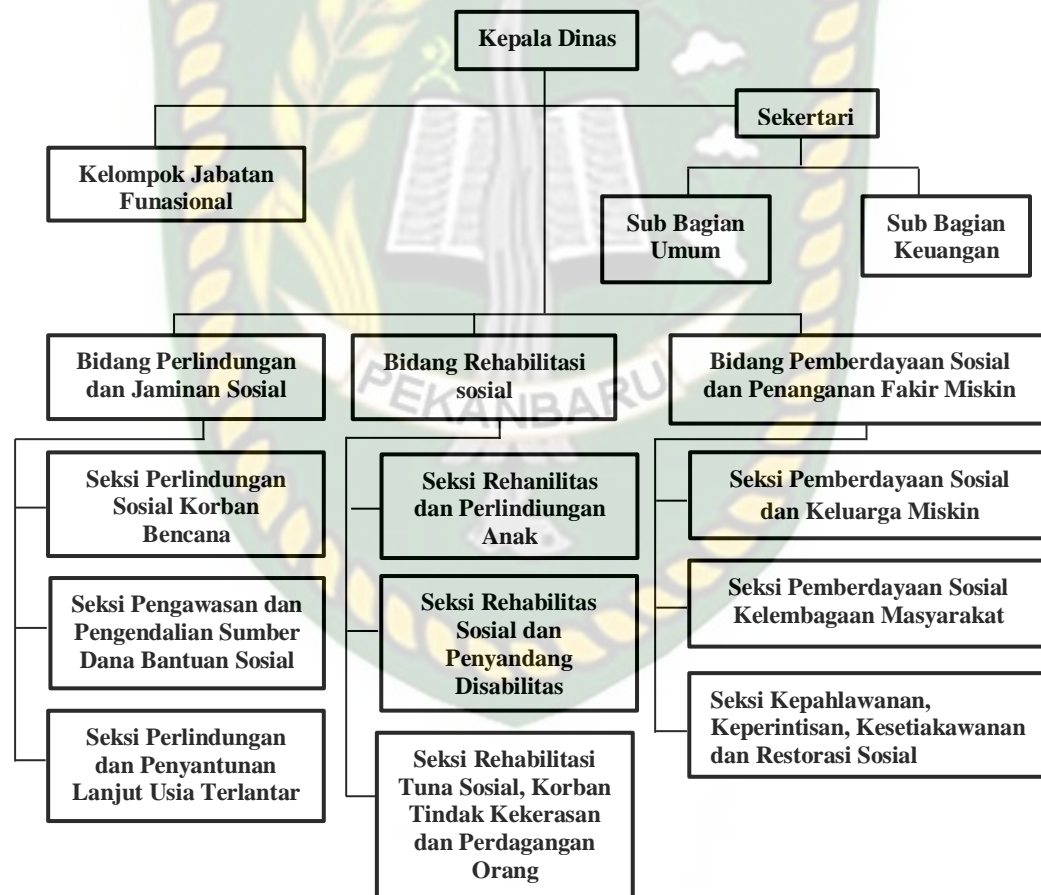 Kepala Dinas
Sekertari
Kelompok Jabatan
Funasional
Sub Bagian
Umum
Sub Bagian
Keuangan
Bidang Perlindungan
dan Jaminan Sosial
Bidang Rehabilitasi
sosial
Bidang Pemberdayaan Sosial
dan Penanganan Fakir Miskin
PEKANBARU
Seksi Perlindungan
Sosial Korban
Bencana
Seksi Rehanilitas
dan Perlindiungan
Anak
Seksi Pemberdayaan Sosial
dan Keluarga Miskin
Seksi Pengawasan dan
Pengendalian Sumber
Dana Bantuan Sosial
Seksi Rehabilitas
Sosial dan
Penyandang
Disabilitas
Seksi Pemberdayaan Sosial
Kelembagaan Masyarakat
Seksi Perlindungan
dan Penyantunan
Lanjut Usia Terlantar
Seksi Rehabilitasi
Tuna Sosial, Korban
Tindak Kekerasan
dan Perdagangan
Orang
Seksi Kepahlawanan,
Keperintisan, Kesetiakawanan
dan Restorasi Sosial